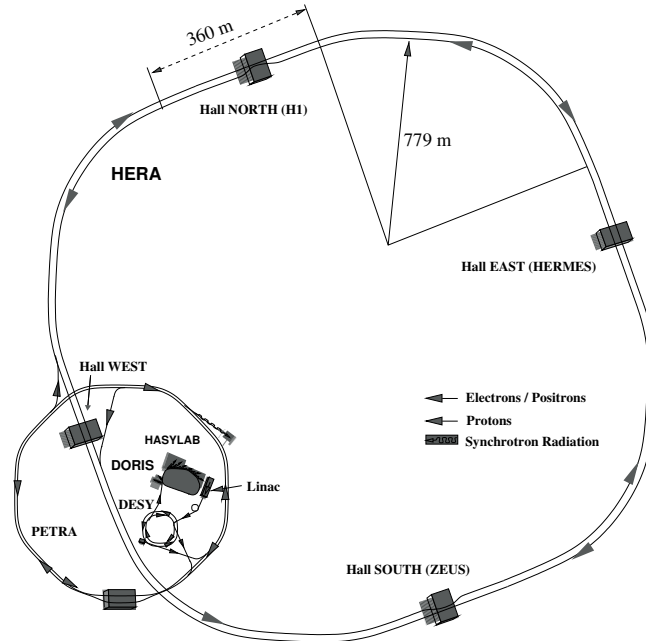 360 m
Hall NORTH (H1)
779 m
HERA
Hall EAST (HERMES)
Hall WEST
Electrons / Positrons
Protons
Synchrotron Radiation
HASYLAB
DORIS
Linac
DESY
PETRA
Hall SOUTH (ZEUS)